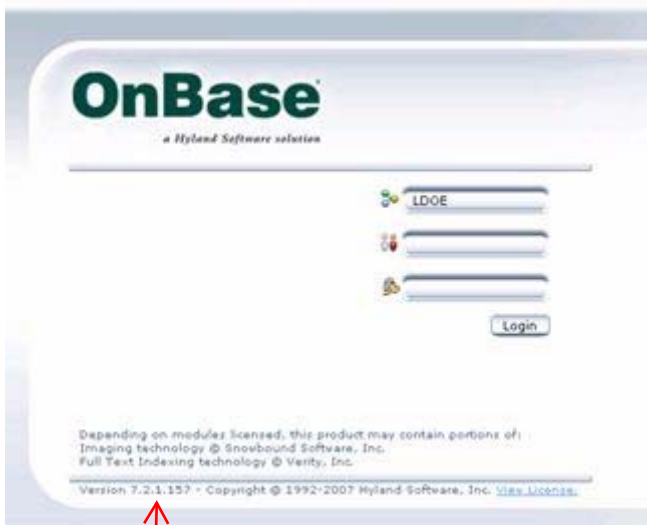 OnBase
a Hyland Software solution
LDOE
Login
Depending on modules licensed, this product may contain portions of:
Imaging technology © Snowbound Software, Inc.
Full Text Indexing technology © Verity, Inc.
Version 7.2.1.157 - Copyright © 1992-2007 Hyland Software, Inc. View License.